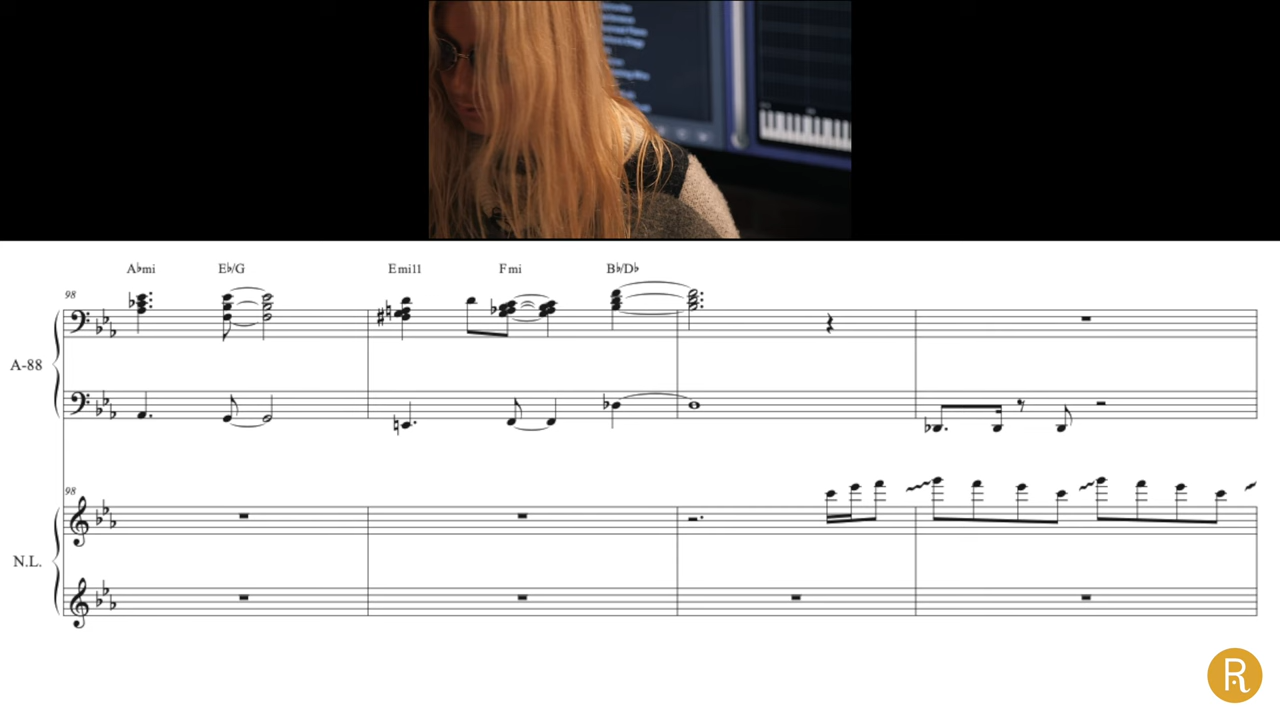 A♭mi E♭/G Emi11 Fmi B♭/D♭
98
A-88
98
N.L.
R